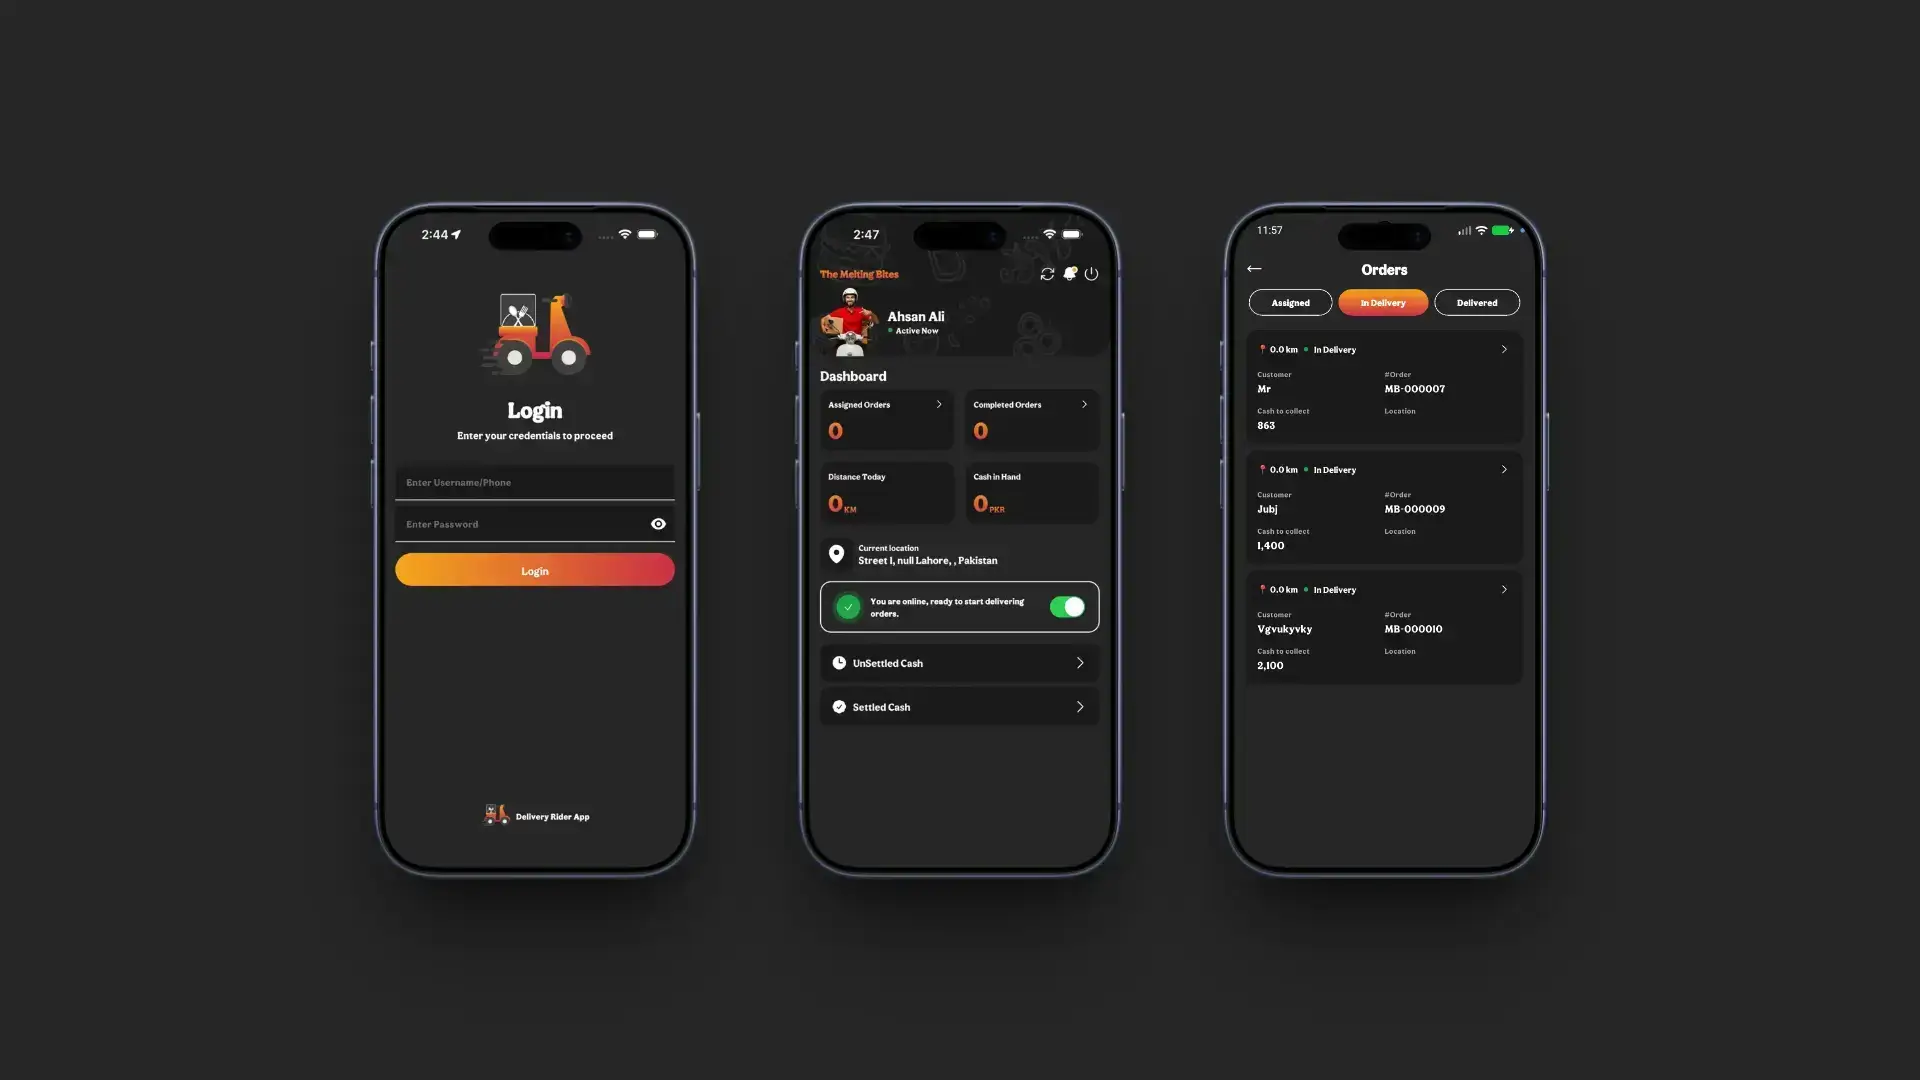 2:44
Login
Enter your credentials to proceed
Enter Username/Phone
Enter Password
Login
Delivery Rider App
2:47
The Melting Bites
Ahsan Ali
Active Now
Dashboard
Assigned Orders
0
Completed Orders
0
Distance Today
0 KM
Cash in Hand
0 PKR
Current location
Street 1, null Lahore, , Pakistan
You are online, ready to start delivering
orders.
UnSettled Cash
Settled Cash
11:57
Orders
Assigned
In Delivery
Delivered
0.0 km In Delivery
Customer #Order
Mr MB-000007
Cash to collect Location
863
0.0 km In Delivery
Customer #Order
Jubj MB-000009
Cash to collect Location
1,400
0.0 km In Delivery
Customer #Order
Vgvukyvky MB-000010
Cash to collect Location
2,100